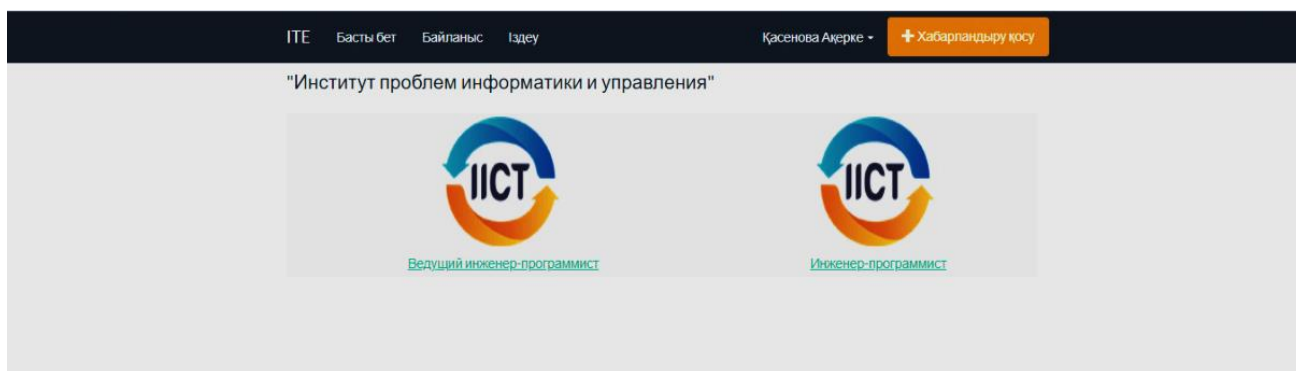 ITE Басты бет Байланыс Іздеу Қасенова Ақерке Хабарландыру қосу
"Институт проблем информатики и управления"
IICT IICT
Ведущий инженер-программист Инженер-программист